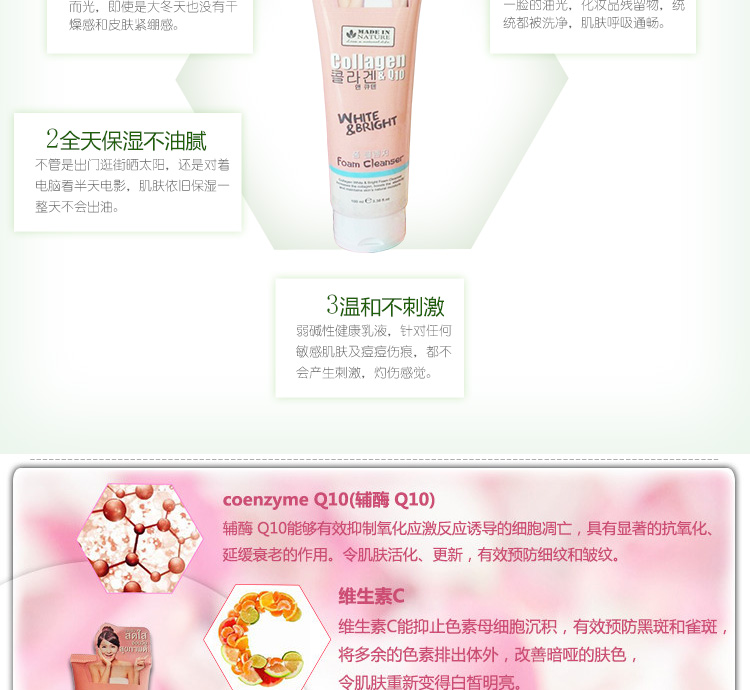 而光，即使是大冬天也没有干
燥感和皮肤紧绷感。
一脸的油光，化妆品残留物，统
统都被洗净，肌肤呼吸通畅。
MADE IN
NATURE
Collagen
콜라겐 & Q10
앤 큐텐
WHITE
&BRIGHT
Foam Cleanser
2全天保湿不油腻
不管是出门逛街晒太阳，还是对着
电脑看半天电影，肌肤依旧保湿一
整天不会出油。
3温和不刺激
弱碱性健康乳液，针对任何
敏感肌肤及痘痘伤痕，都不
会产生刺激，灼伤感觉。
coenzyme Q10(辅酶 Q10)
辅酶 Q10能够有效抑制氧化应激反应诱导的细胞凋亡，具有显著的抗氧化、
延缓衰老的作用。令肌肤活化、更新，有效预防细纹和皱纹。
维生素C
维生素C能抑止色素母细胞沉积，有效预防黑斑和雀斑，
将多余的色素排出体外，改善暗哑的肤色，
令肌肤重新变得白皙明亮。